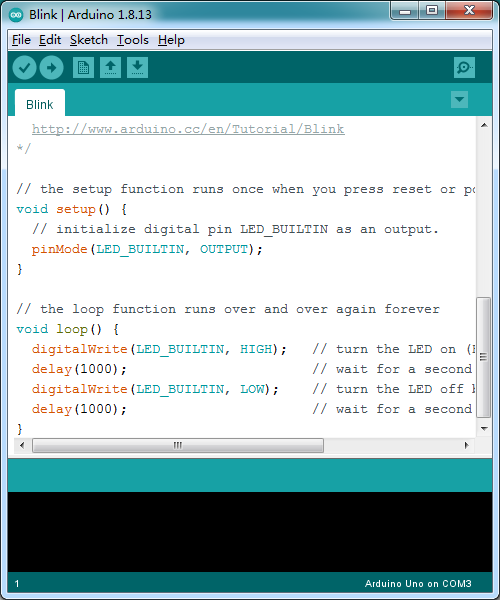 Blink | Arduino 1.8.13
File Edit Sketch Tools Help
Blink
http://www.arduino.cc/en/Tutorial/Blink
*/
// the setup function runs once when you press reset or
void setup() {
// initialize digital pin LED_BUILTIN as an output.
pinMode(LED_BUILTIN, OUTPUT);
}
// the loop function runs over and over again forever
void loop() {
digitalWrite(LED_BUILTIN, HIGH);   // turn the LED on
delay(1000);                       // wait for a second
digitalWrite(LED_BUILTIN, LOW);    // turn the LED off
delay(1000);                       // wait for a second
}
1
Arduino Uno on COM3